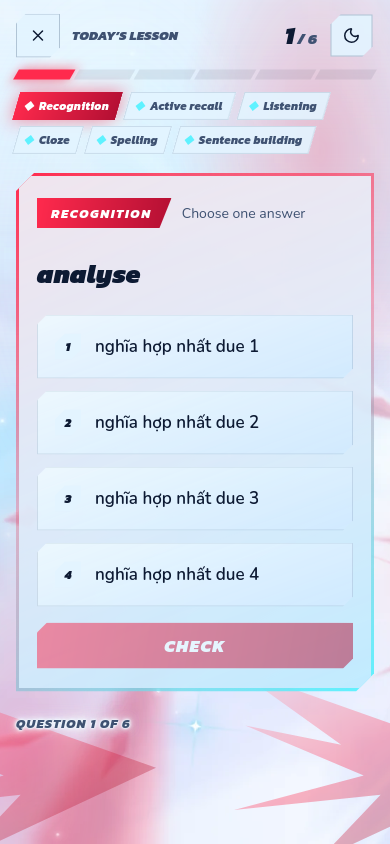 TODAY'S LESSON
1 / 6
Recognition
Active recall
Listening
Cloze
Spelling
Sentence building
RECOGNITION
Choose one answer
analyse
1 nghĩa hợp nhất due 1
2 nghĩa hợp nhất due 2
3 nghĩa hợp nhất due 3
4 nghĩa hợp nhất due 4
CHECK
QUESTION 1 OF 6